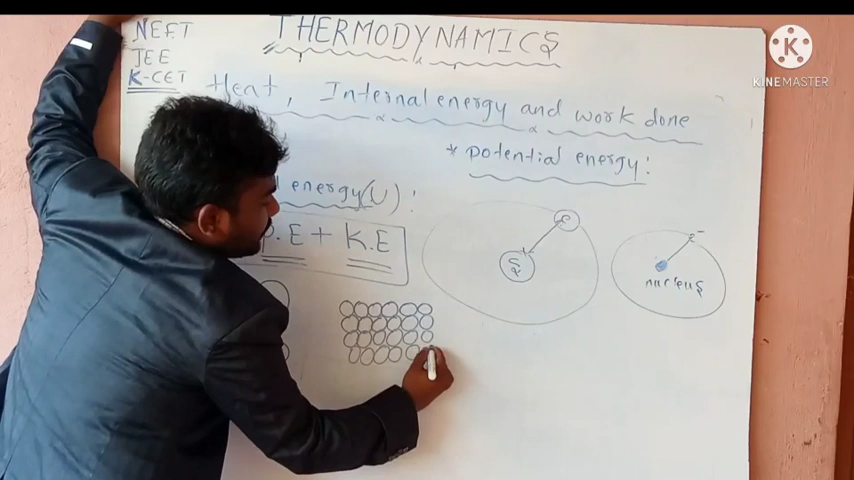 NEET
JEE
K-CET
THERMODYNAMICS
KINEMASTER
Heat, Internal energy and work done
* potential energy:
energy(U):
P.E + K.E
e
S
e-
nucleus